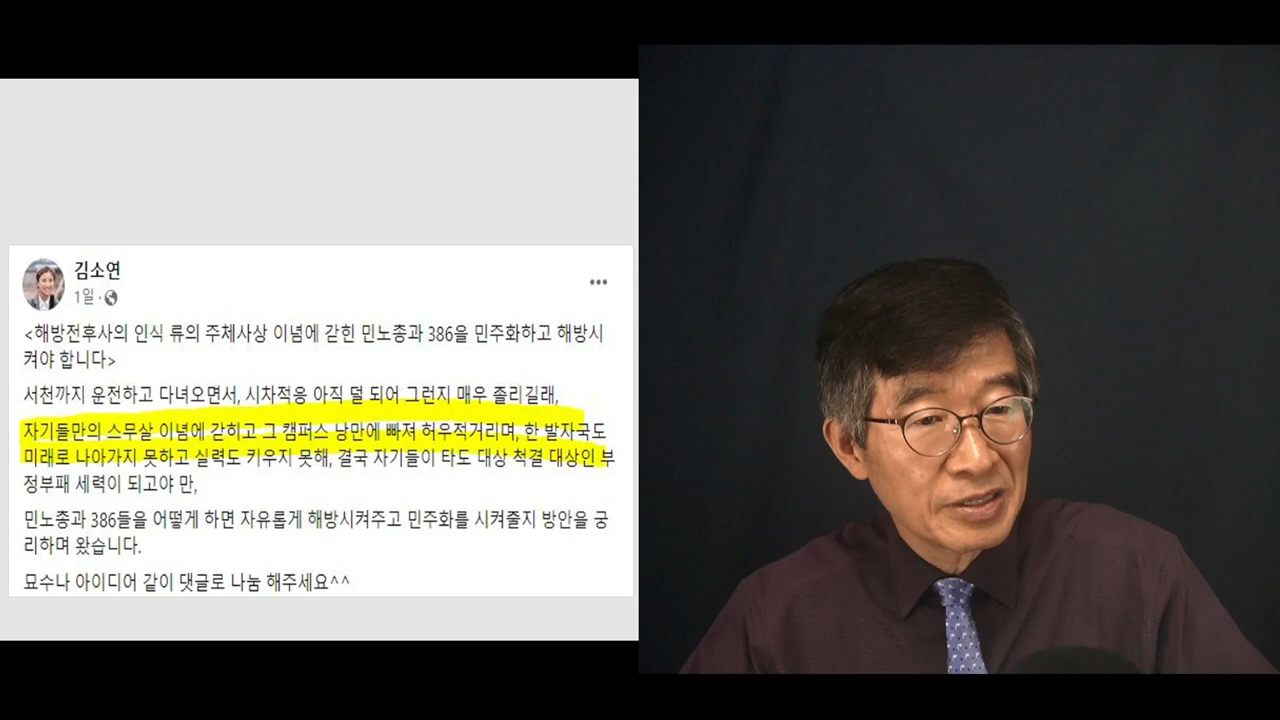 김소연
1일 ·
<해방전후사의 인식 류의 주체사상 이념에 갇힌 민노총과 386을 민주화하고 해방시
켜야 합니다>
서천까지 운전하고 다녀오면서, 시차적응 아직 덜 되어 그런지 매우 졸리길래,
자기들만의 스무살 이념에 갇히고 그 캠퍼스 낭만에 빠져 허우적거리며, 한 발자국도
미래로 나아가지 못하고 실력도 키우지 못해, 결국 자기들이 타도 대상 척결 대상인 부
정부패 세력이 되고야 만,
민노총과 386들을 어떻게 하면 자유롭게 해방시켜주고 민주화를 시켜줄지 방안을 궁
리하며 왔습니다.
묘수나 아이디어 같이 댓글로 나눔 해주세요^^